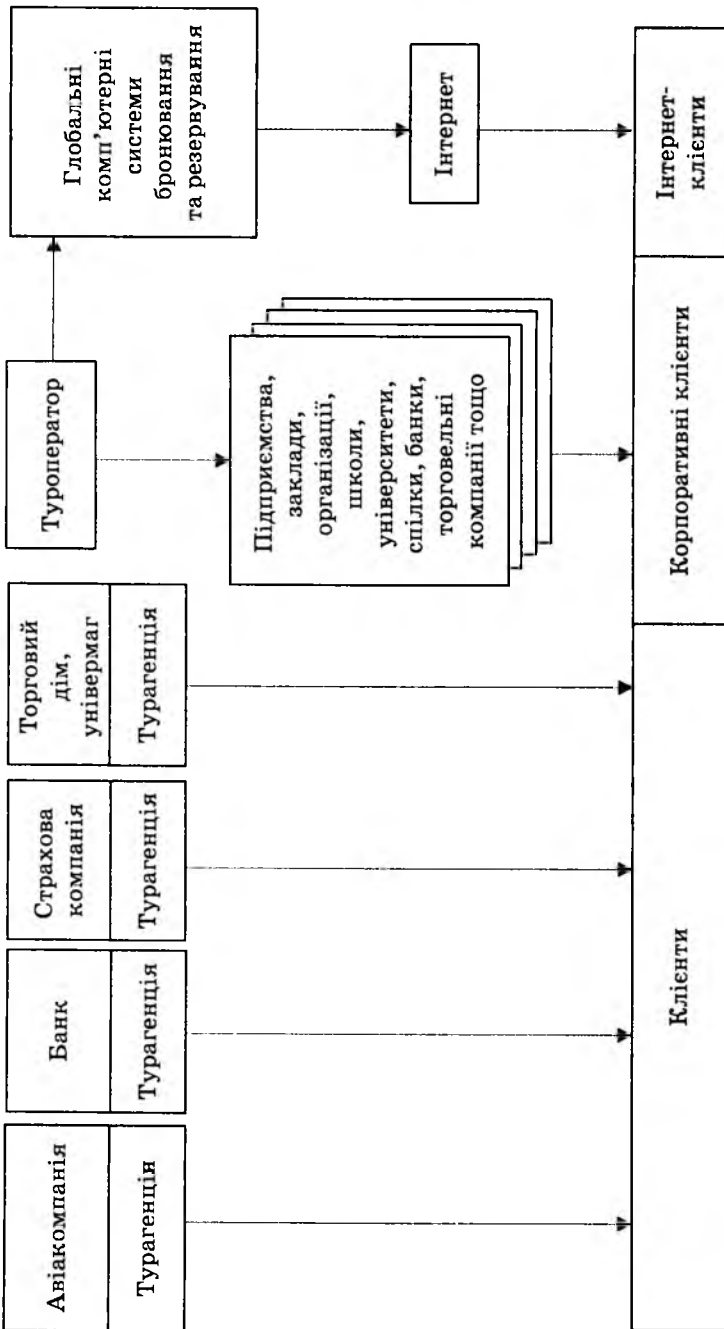 Авіакомпанія
Турагенція
Банк
Турагенція
Страхова
компанія
Турагенція
Торговий
дім,
універмаг
Турагенція
Туроператор
Глобальні
комп’ютерні
системи
бронювання
та резервування
Підприємства,
заклади,
організації,
школи,
університети,
спілки, банки,
торговельні
компанії тощо
Інтернет
Клієнти
Корпоративні клієнти
Інтернет-
клієнти